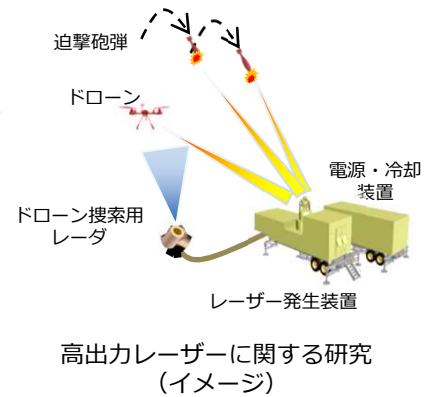 迫撃砲弾
ドローン
電源・冷却
装置
ドローン捜索用
レーダ
レーザー発生装置
高出力レーザーに関する研究
（イメージ）